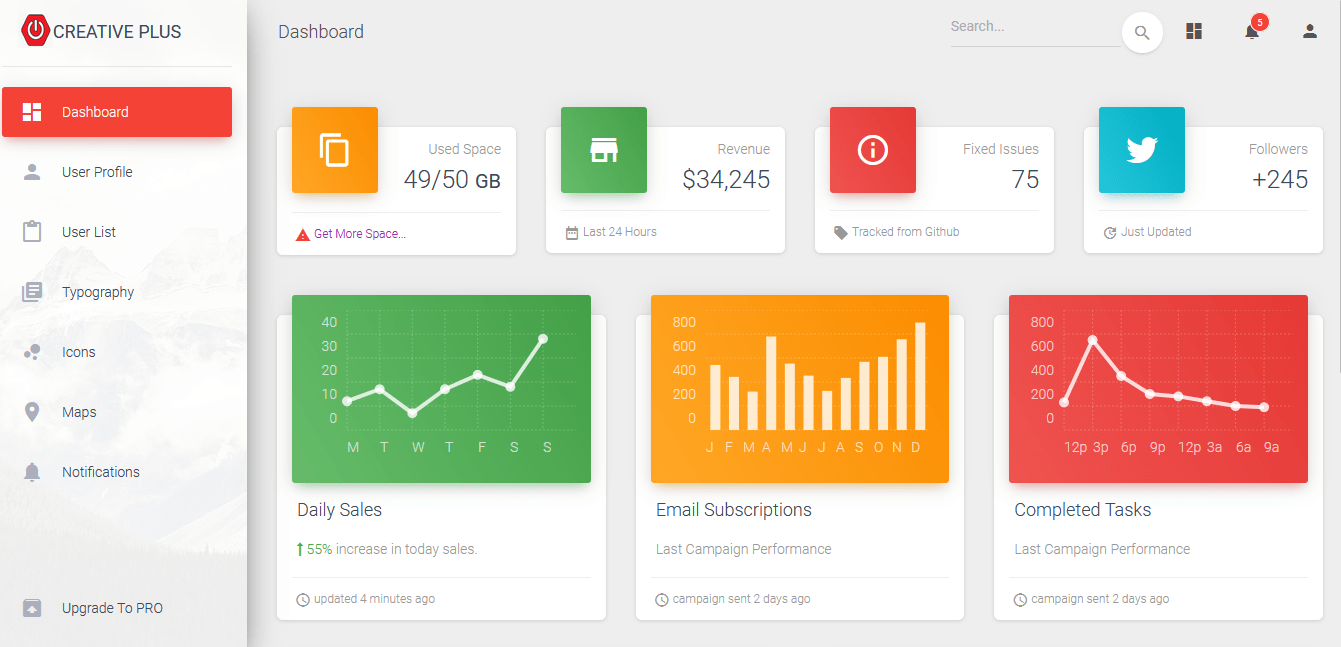 CREATIVE PLUS
Dashboard
User Profile
User List
Typography
Icons
Maps
Notifications
Upgrade To PRO
Dashboard
Search...
5
Used Space
49/50 GB
Get More Space...
Revenue
$34,245
Last 24 Hours
Fixed Issues
75
Tracked from Github
Followers
+245
Just Updated
40
30
20
10
0
M T W T F S S
Daily Sales
55% increase in today sales.
updated 4 minutes ago
800
600
400
200
0
J F M A M J J A S O N D
Email Subscriptions
Last Campaign Performance
campaign sent 2 days ago
800
600
400
200
0
12p 3p 6p 9p 12p 3a 6a 9a
Completed Tasks
Last Campaign Performance
campaign sent 2 days ago